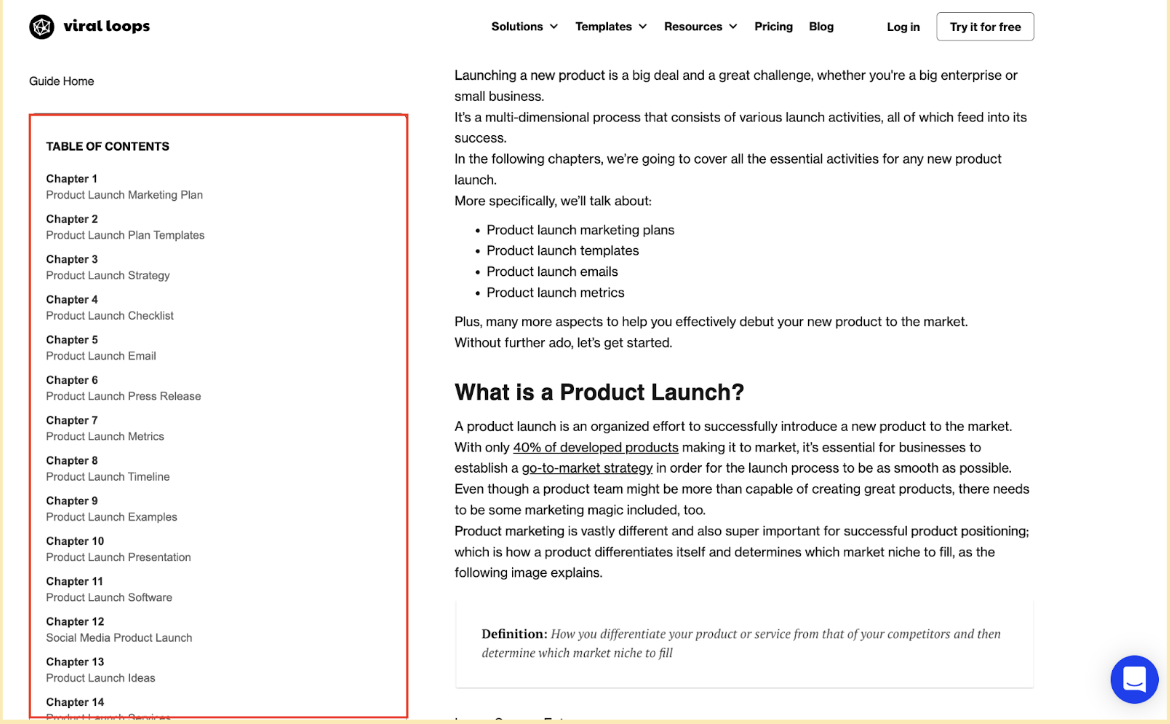 viral loops
Solutions
Templates
Resources
Pricing
Blog
Log in
Try it for free
Guide Home
TABLE OF CONTENTS
Chapter 1
Product Launch Marketing Plan
Chapter 2
Product Launch Plan Templates
Chapter 3
Product Launch Strategy
Chapter 4
Product Launch Checklist
Chapter 5
Product Launch Email
Chapter 6
Product Launch Press Release
Chapter 7
Product Launch Metrics
Chapter 8
Product Launch Timeline
Chapter 9
Product Launch Examples
Chapter 10
Product Launch Presentation
Chapter 11
Product Launch Software
Chapter 12
Social Media Product Launch
Chapter 13
Product Launch Ideas
Chapter 14
Product Launch Services
Launching a new product is a big deal and a great challenge, whether you're a big enterprise or
small business.
It's a multi-dimensional process that consists of various launch activities, all of which feed into its
success.
In the following chapters, we're going to cover all the essential activities for any new product
launch.
More specifically, we'll talk about:
• Product launch marketing plans
• Product launch templates
• Product launch emails
• Product launch metrics
Plus, many more aspects to help you effectively debut your new product to the market.
Without further ado, let's get started.
What is a Product Launch?
A product launch is an organized effort to successfully introduce a new product to the market.
With only 40% of developed products making it to market, it's essential for businesses to
establish a go-to-market strategy in order for the launch process to be as smooth as possible.
Even though a product team might be more than capable of creating great products, there needs
to be some marketing magic included, too.
Product marketing is vastly different and also super important for successful product positioning;
which is how a product differentiates itself and determines which market niche to fill, as the
following image explains.
Definition: How you differentiate your product or service from that of your competitors and then
determine which market niche to fill